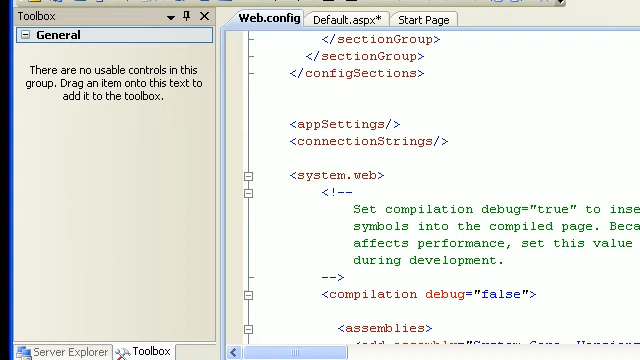 Toolbox
Web.config
Default.aspx*
Start Page
General
There are no usable controls in this
group. Drag an item onto this text to
add it to the toolbox.
</sectionGroup>
</sectionGroup>
</configSections>
<appSettings/>
<connectionStrings/>
<system.web>
<!--
Set compilation debug="true" to inse
symbols into the compiled page. Beca
affects performance, set this value
during development.
-->
<compilation debug="false">
<assemblies>
Server Explorer
Toolbox